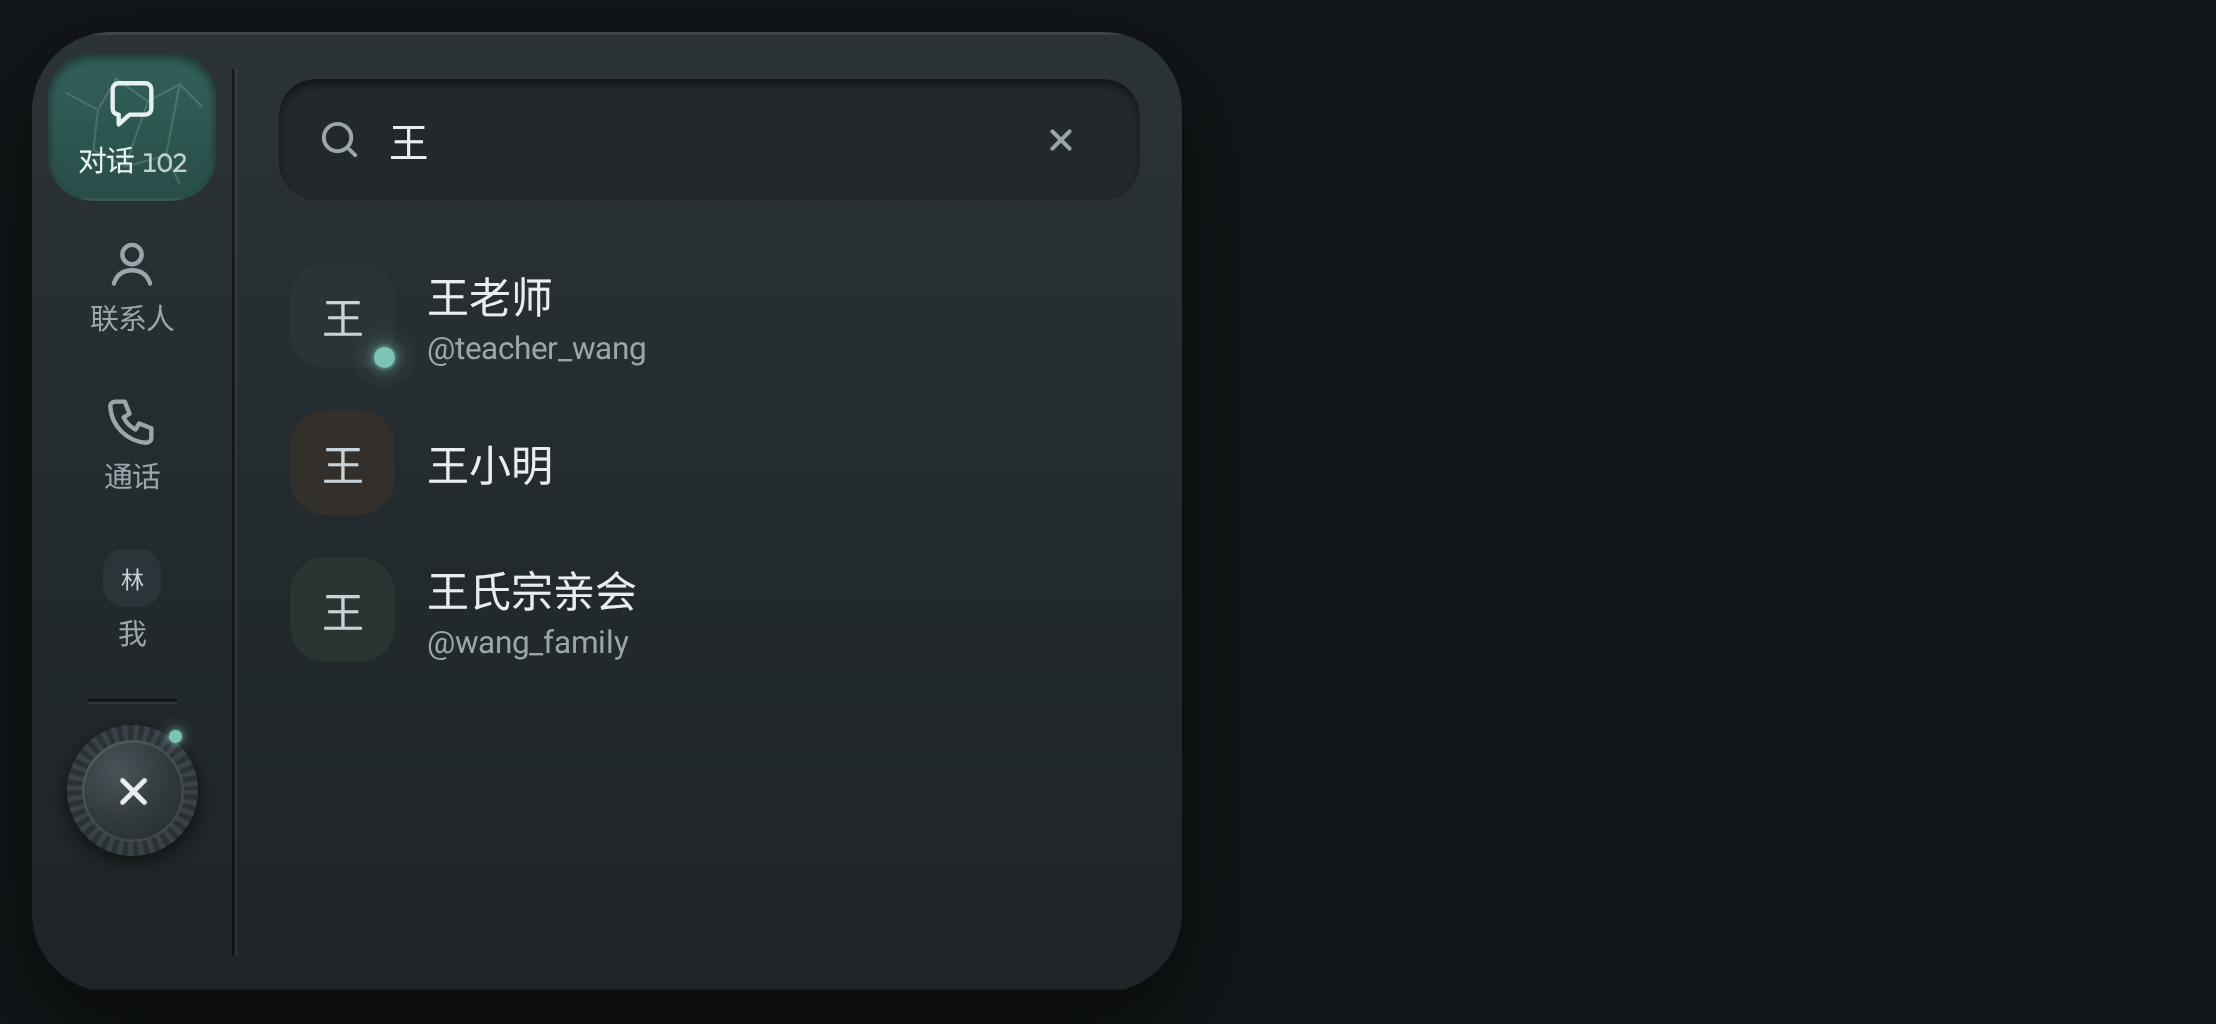 对话 102
联系人
通话
林
我
王
王
王老师
@teacher_wang
王
王小明
王
王氏宗亲会
@wang_family